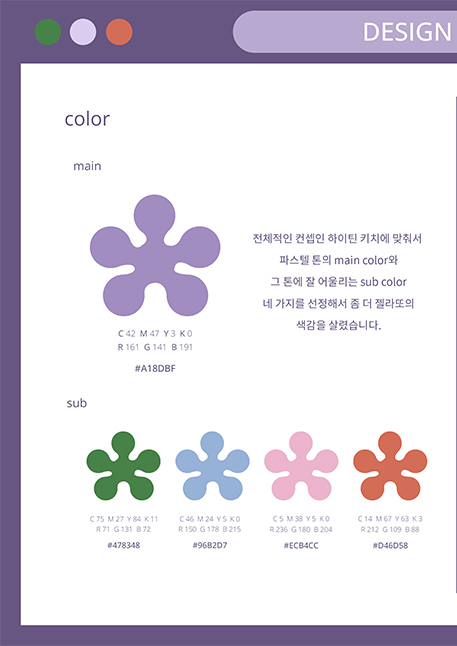 DESIGN
color
main
전체적인 컨셉인 하이틴 키치에 맞춰서
파스텔 톤의 main color와
그 톤에 잘 어울리는 sub color
네 가지를 선정해서 좀 더 젤라또의
색감을 살렸습니다.
C 42 M 47 Y 3 K 0
R 161 G 141 B 191
#A18DBF
sub
C 75 M 27 Y 84 K 11
R 71 G 131 B 72
#478348
C 46 M 24 Y 5 K 0
R 150 G 178 B 215
#96B2D7
C 5 M 38 Y 5 K 0
R 236 G 180 B 204
#ECB4CC
C 14 M 67 Y 63 K 3
R 212 G 109 B 88
#D46D58